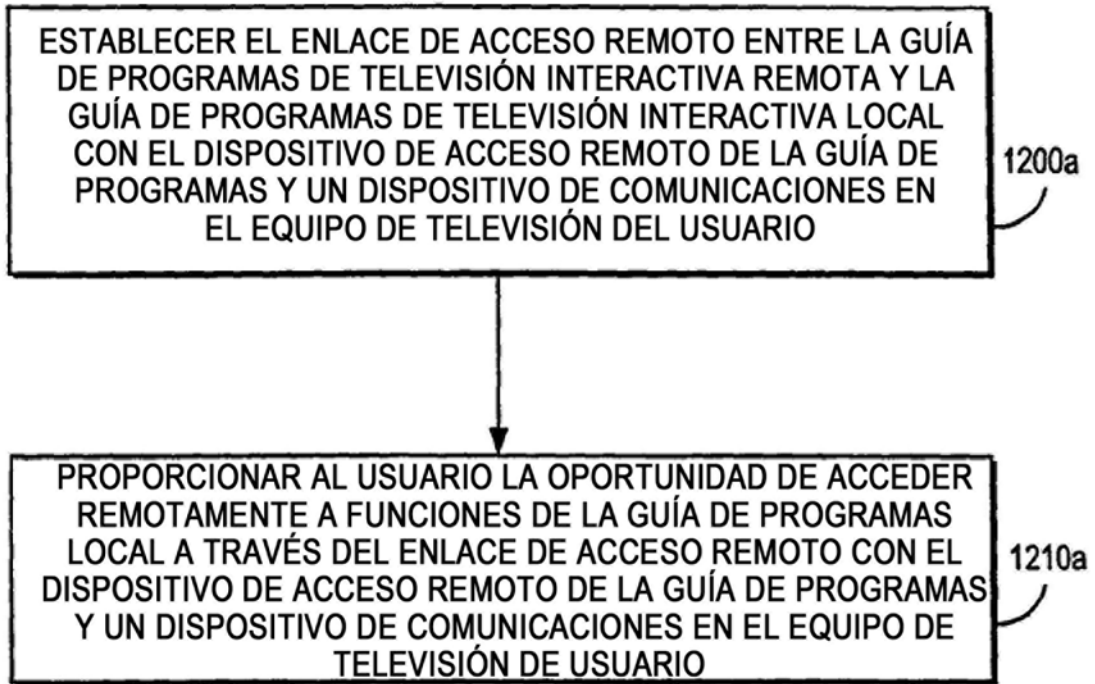 ESTABLECER EL ENLACE DE ACCESO REMOTO ENTRE LA GUÍA
DE PROGRAMAS DE TELEVISIÓN INTERACTIVA REMOTA Y LA
GUÍA DE PROGRAMAS DE TELEVISIÓN INTERACTIVA LOCAL
CON EL DISPOSITIVO DE ACCESO REMOTO DE LA GUÍA DE
PROGRAMAS Y UN DISPOSITIVO DE COMUNICACIONES EN
EL EQUIPO DE TELEVISIÓN DEL USUARIO
1200a
PROPORCIONAR AL USUARIO LA OPORTUNIDAD DE ACCEDER
REMOTAMENTE A FUNCIONES DE LA GUÍA DE PROGRAMAS
LOCAL A TRAVÉS DEL ENLACE DE ACCESO REMOTO CON EL
DISPOSITIVO DE ACCESO REMOTO DE LA GUÍA DE PROGRAMAS
Y UN DISPOSITIVO DE COMUNICACIONES EN EL EQUIPO DE
TELEVISIÓN DE USUARIO
1210a